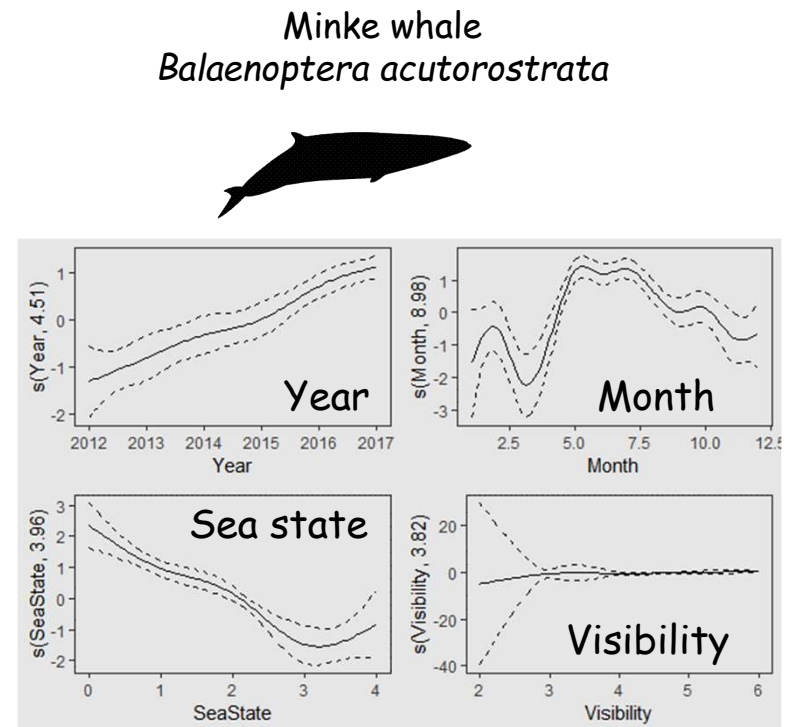 Minke whale
Balaenoptera acutorostrata
s(Year, 4.51)
1
0
-1
-2
Year
2012 2013 2014 2015 2016 2017
Year
s(Month, 8.98)
1
0
-1
-2
-3
Month
2.5 5.0 7.5 10.0 12.5
Month
s(SeaState, 3.96)
3
2
1
0
-1
-2
Sea state
0 1 2 3 4
SeaState
s(Visibility, 3.82)
20
0
-20
-40
Visibility
2 3 4 5 6
Visibility